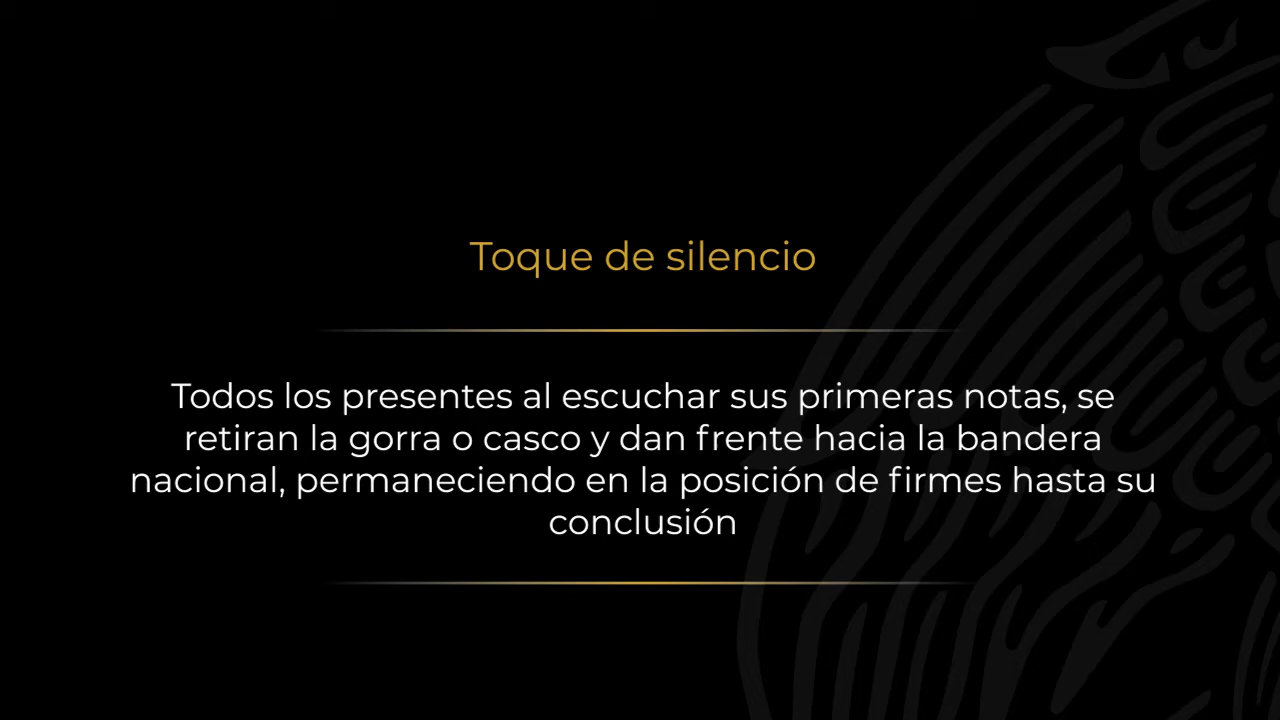 Toque de silencio
Todos los presentes al escuchar sus primeras notas, se
retiran la gorra o casco y dan frente hacia la bandera
nacional, permaneciendo en la posición de firmes hasta su
conclusión